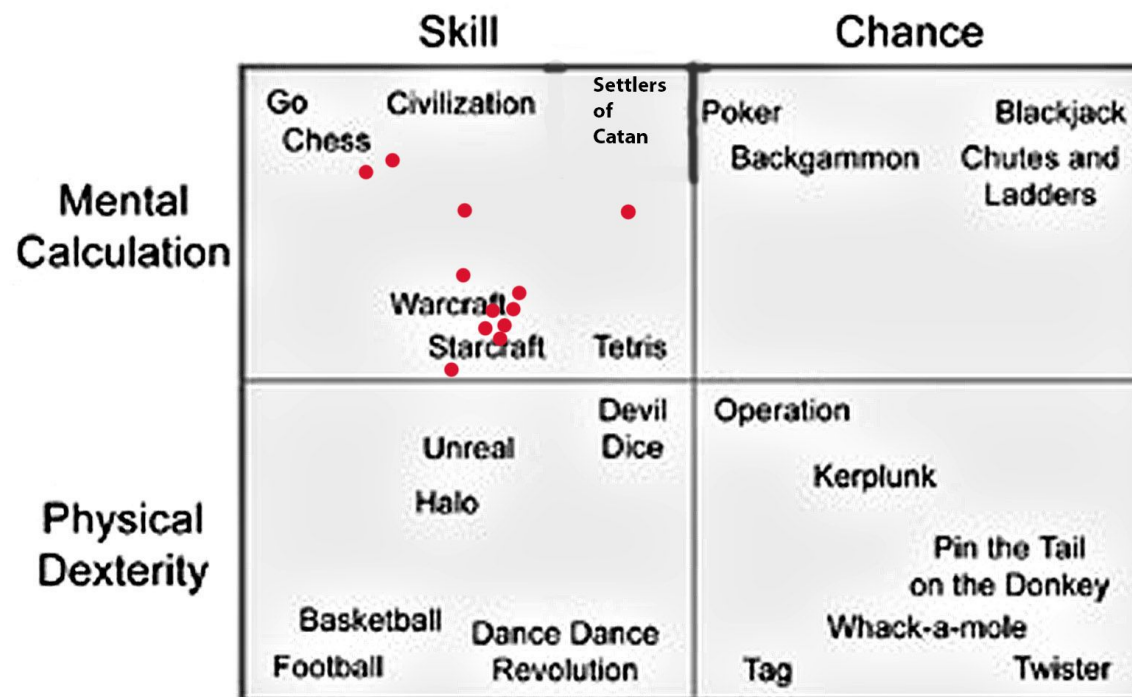 Skill
Chance
Mental
Calculation
Go
Civilization
Settlers
of
Catan
Chess
Warcraft
Starcraft
Tetris
Poker
Blackjack
Backgammon
Chutes and
Ladders
Physical
Dexterity
Devil
Dice
Unreal
Halo
Basketball
Football
Dance Dance
Revolution
Operation
Kerplunk
Pin the Tail
on the Donkey
Whack-a-mole
Tag
Twister